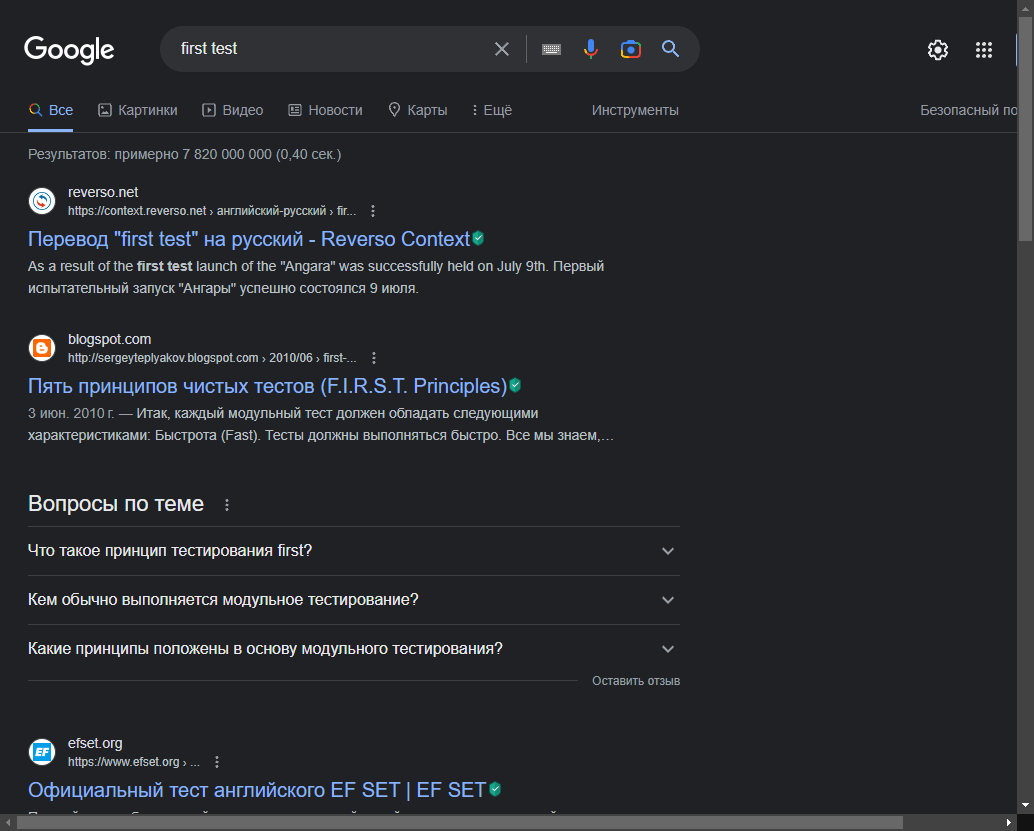 Google
first test
Все Картинки Видео Новости Карты Ещё Инструменты Безопасный по
Результатов: примерно 7 820 000 000 (0,40 сек.)
reverso.net
https://context.reverso.net › английский-русский › fir...
Перевод "first test" на русский - Reverso Context
As a result of the first test launch of the "Angara" was successfully held on July 9th. Первый
испытательный запуск "Ангары" успешно состоялся 9 июля.
blogspot.com
http://sergeyteplyakov.blogspot.com › 2010/06 › first-...
Пять принципов чистых тестов (F.I.R.S.T. Principles)
3 июн. 2010 г. — Итак, каждый модульный тест должен обладать следующими
характеристиками: Быстрота (Fast). Тесты должны выполняться быстро. Все мы знаем,…
Вопросы по теме
Что такое принцип тестирования first?
Кем обычно выполняется модульное тестирование?
Какие принципы положены в основу модульного тестирования?
Оставить отзыв
EF
efset.org
https://www.efset.org › ...
Официальный тест английского EF SET | EF SET